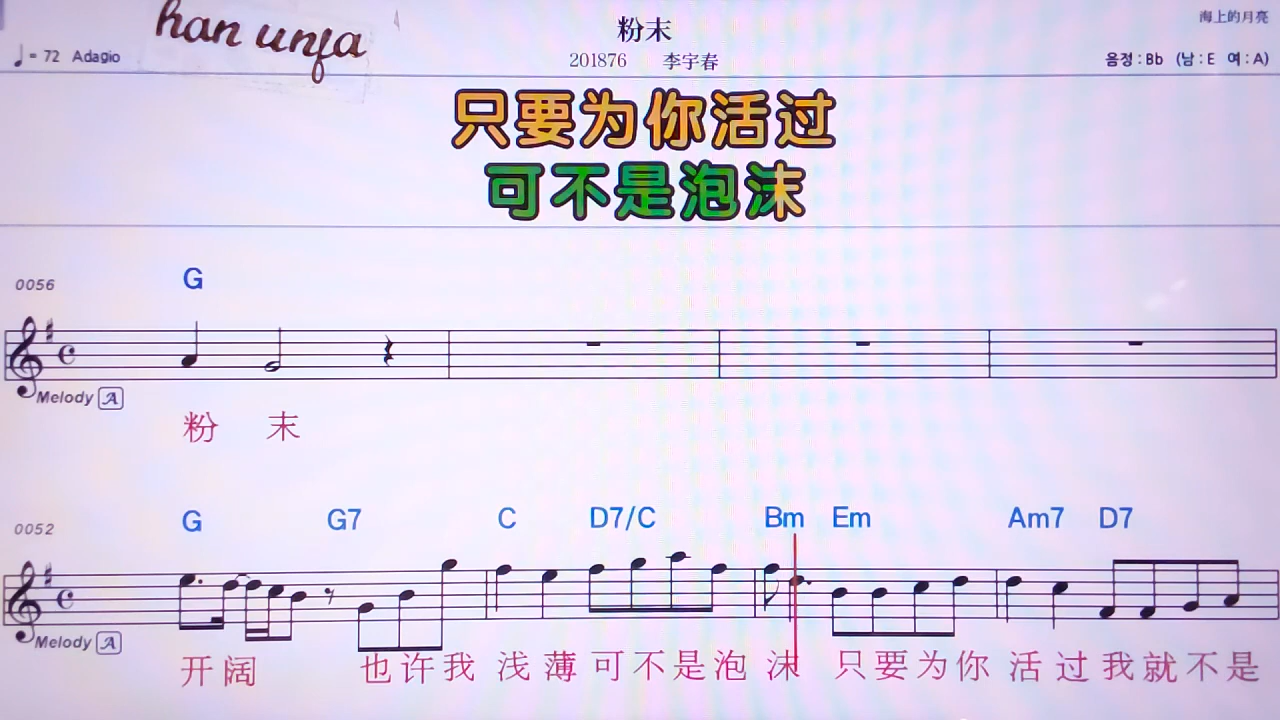 han unfa
粉末
海上的月亮
♩= 72 Adagio
201876 李宇春
음정 : Bb (남 : E 여 : A)
只要为你活过
可不是泡沫
0056
G
Melody A
粉 末
0052
G G7 C D7/C Bm Em Am7 D7
Melody A
开阔 也许我 浅薄可不是泡 沫 只要为你 活过我就不是